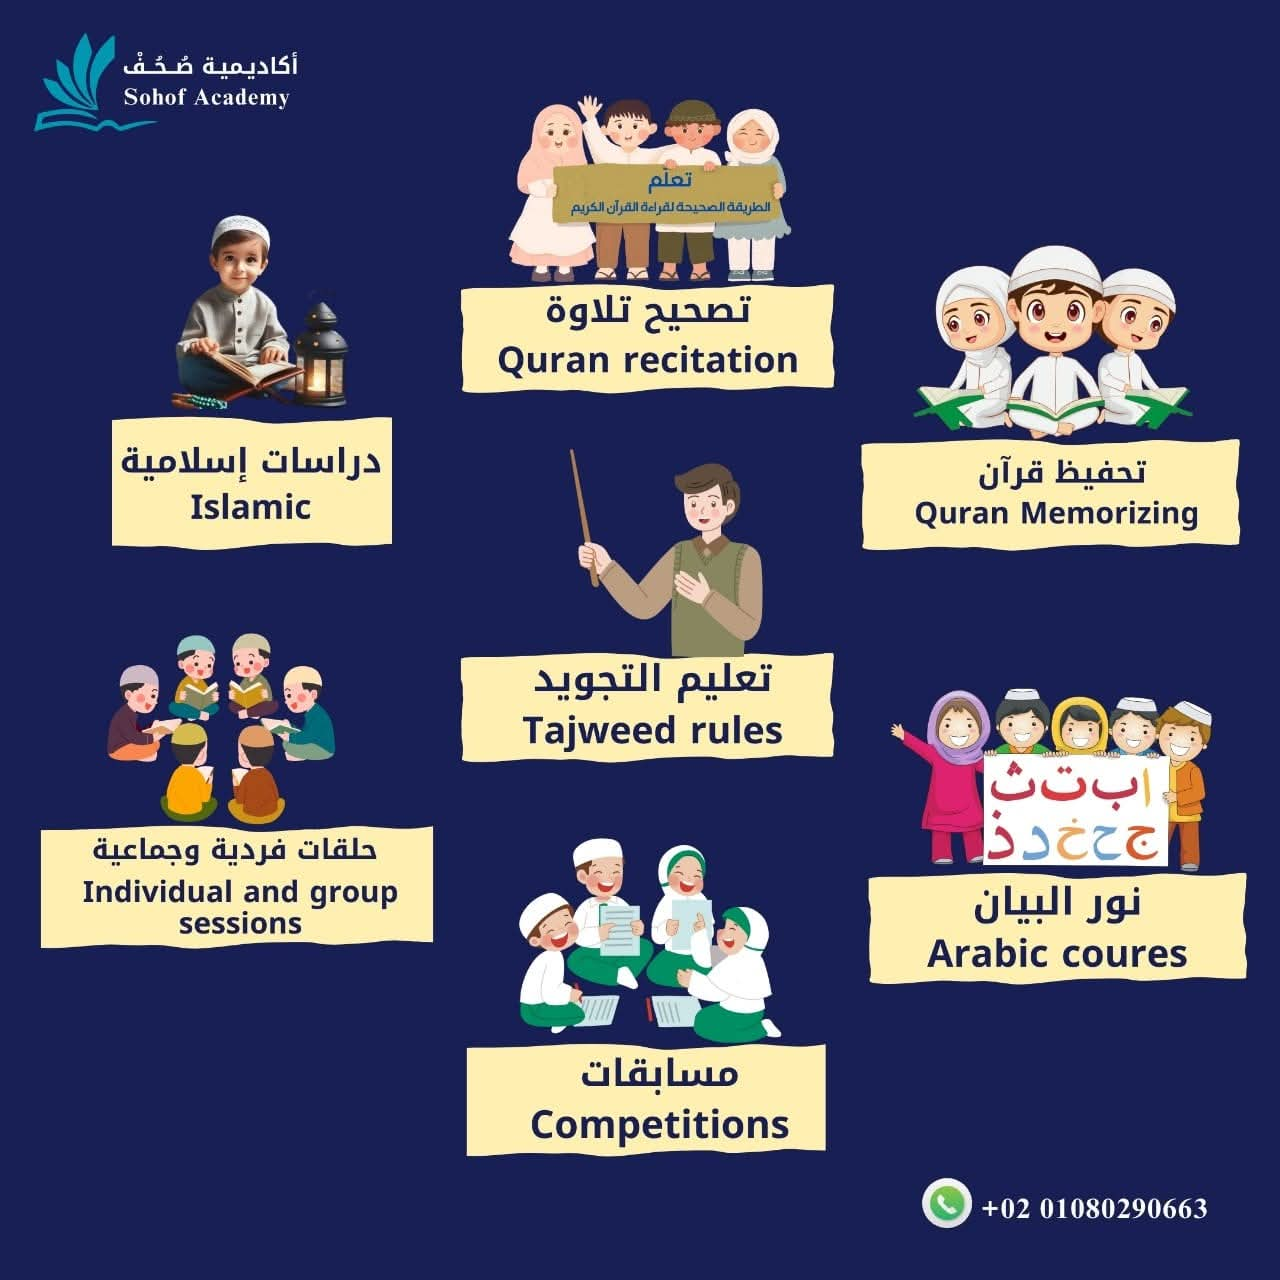 أكاديمية صُحُفْ
Sohof Academy
تعلّم
الطريقة الصحيحة لقراءة القرآن الكريم
تصحيح تلاوة
Quran recitation
دراسات إسلامية
Islamic
تحفيظ قرآن
Quran Memorizing
تعليم التجويد
Tajweed rules
حلقات فردية وجماعية
Individual and group
sessions
ا ب ت ث
ج ح خ د ذ
نور البيان
Arabic coures
مسابقات
Competitions
+02 01080290663